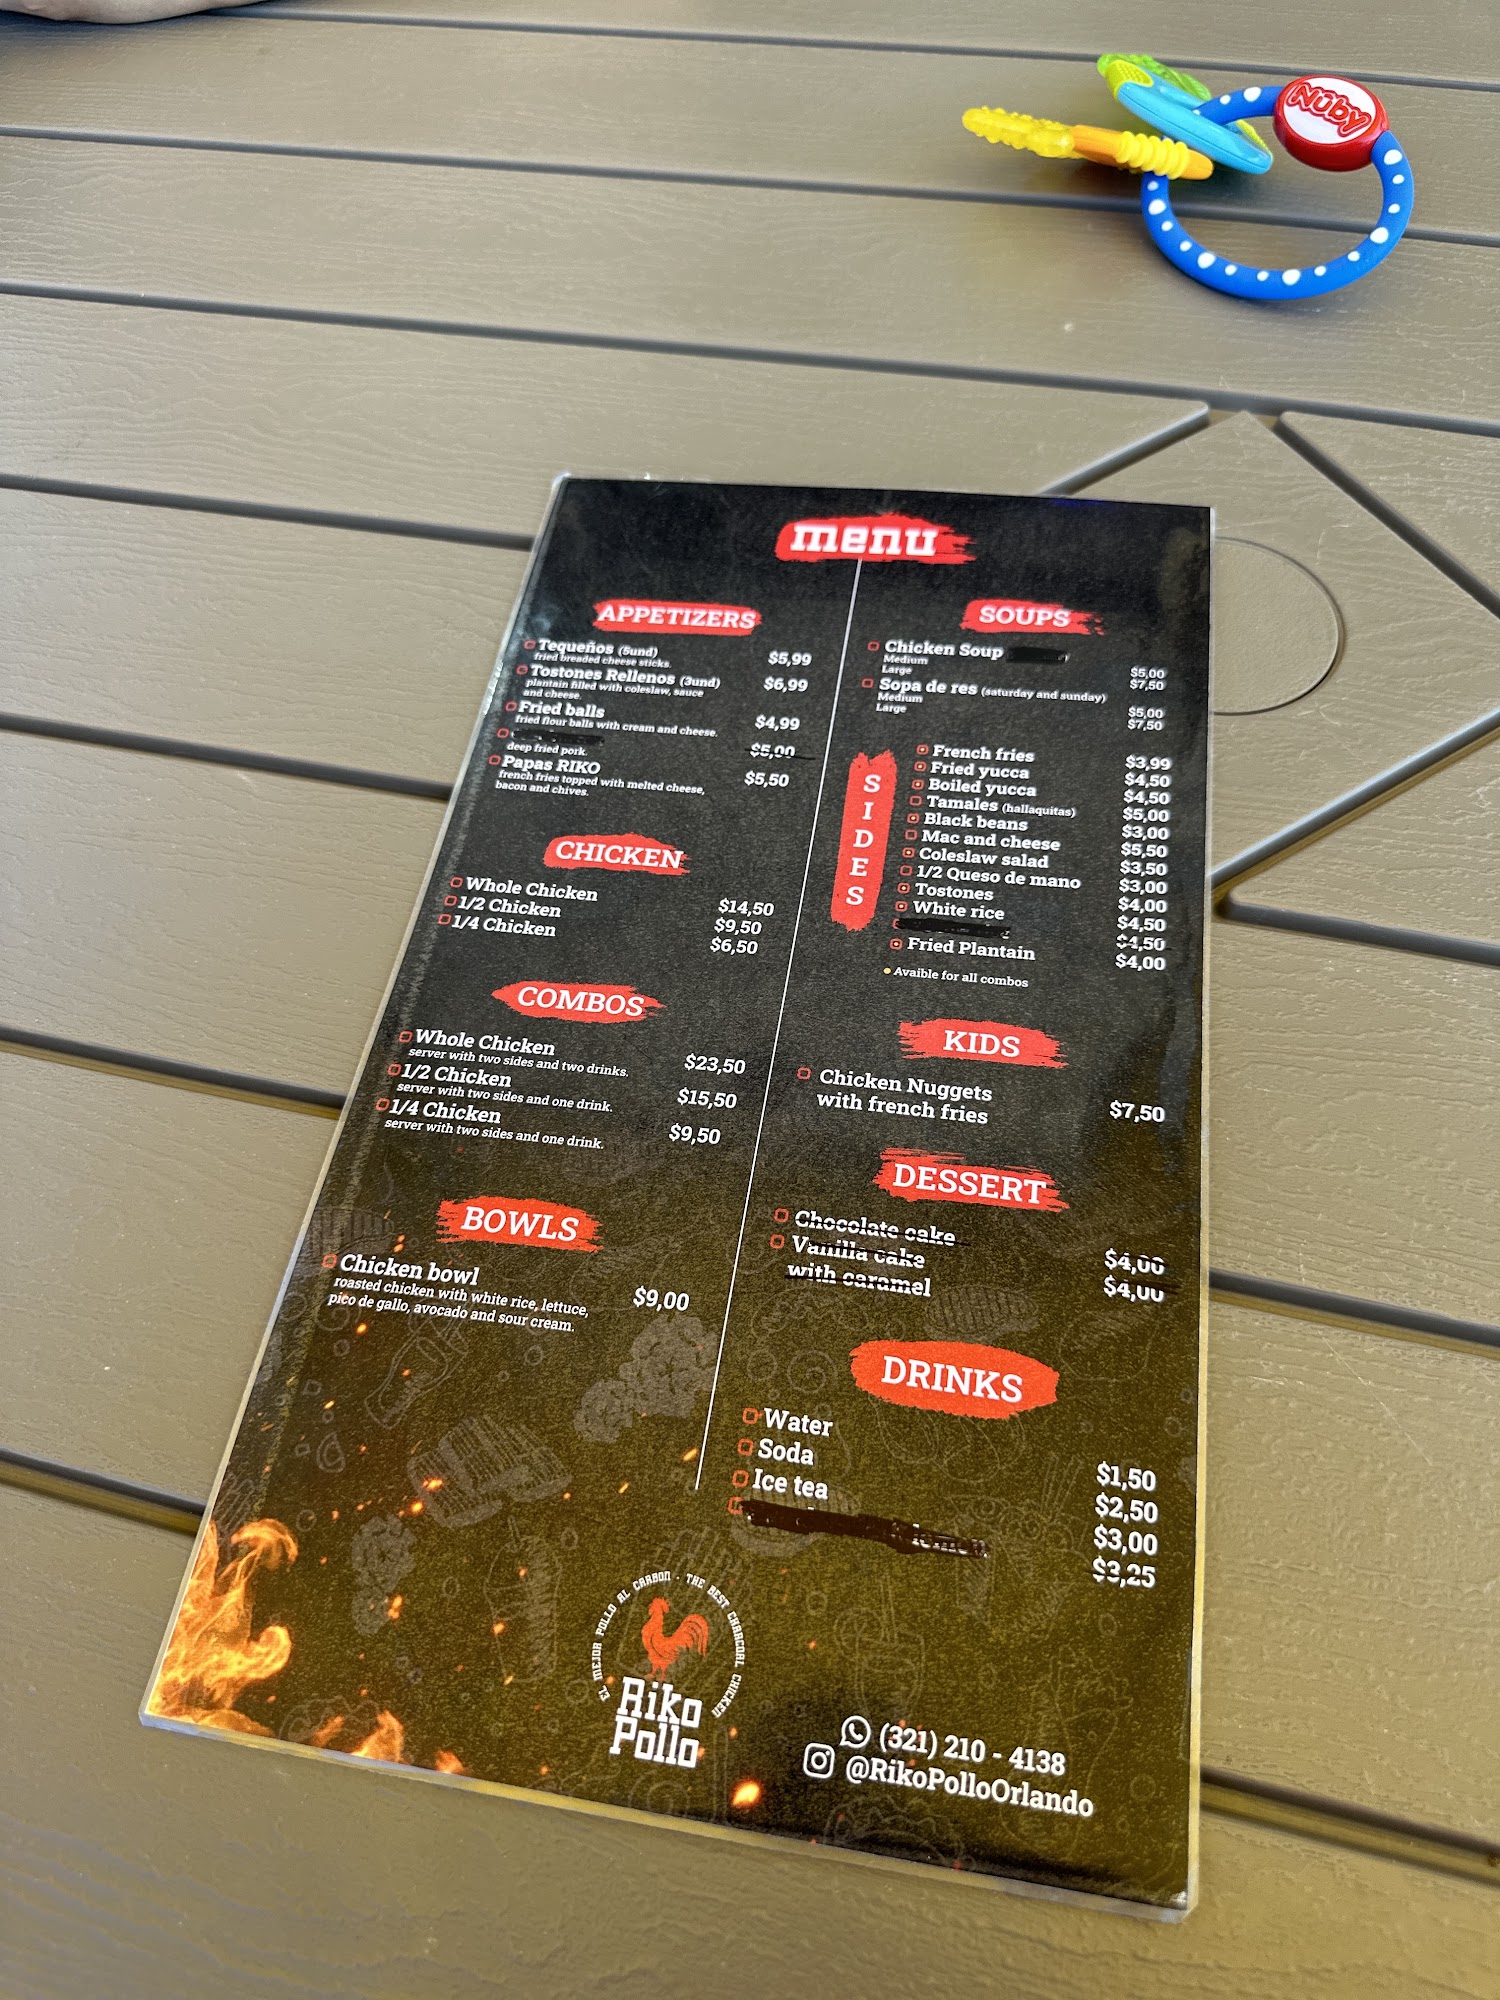 Nûby
menu
APPETIZERS
Tequeños (5und)
fried breaded cheese sticks.
$5,99
Tostones Rellenos (3und)
plantain filled with coleslaw, sauce
and cheese.
$6,99
Fried balls
fried flour balls with cream and cheese.
$4,99
deep fried pork.
$5,00
Papas RIKO
french fries topped with melted cheese,
bacon and chives.
$5,50
CHICKEN
Whole Chicken $14,50
1/2 Chicken $9,50
1/4 Chicken $6,50
COMBOS
Whole Chicken
server with two sides and two drinks.
$23,50
1/2 Chicken
server with two sides and one drink.
$15,50
1/4 Chicken
server with two sides and one drink.
$9,50
BOWLS
Chicken bowl
roasted chicken with white rice, lettuce,
pico de gallo, avocado and sour cream.
$9,00
SOUPS
Chicken Soup
Medium $5,00
Large $7,50
Sopa de res (saturday and sunday)
Medium $5,00
Large $7,50
SIDES
French fries $3,99
Fried yucca $4,50
Boiled yucca $4,50
Tamales (hallaquitas) $5,00
Black beans $3,00
Mac and cheese $5,50
Coleslaw salad $3,50
1/2 Queso de mano $3,00
Tostones $4,00
White rice $4,50
$4,50
Fried Plantain $4,00
Avaible for all combos
KIDS
Chicken Nuggets
with french fries $7,50
DESSERT
Chocolate cake $4,00
Vanilla cake
with caramel $4,00
DRINKS
Water $1,50
Soda $2,50
Ice tea $3,00
lemon $3,25
EL MEJOR POLLO AL CARBON · THE BEST CHARCOAL CHICKEN
Riko
Pollo
(321) 210 - 4138
@RikoPolloOrlando